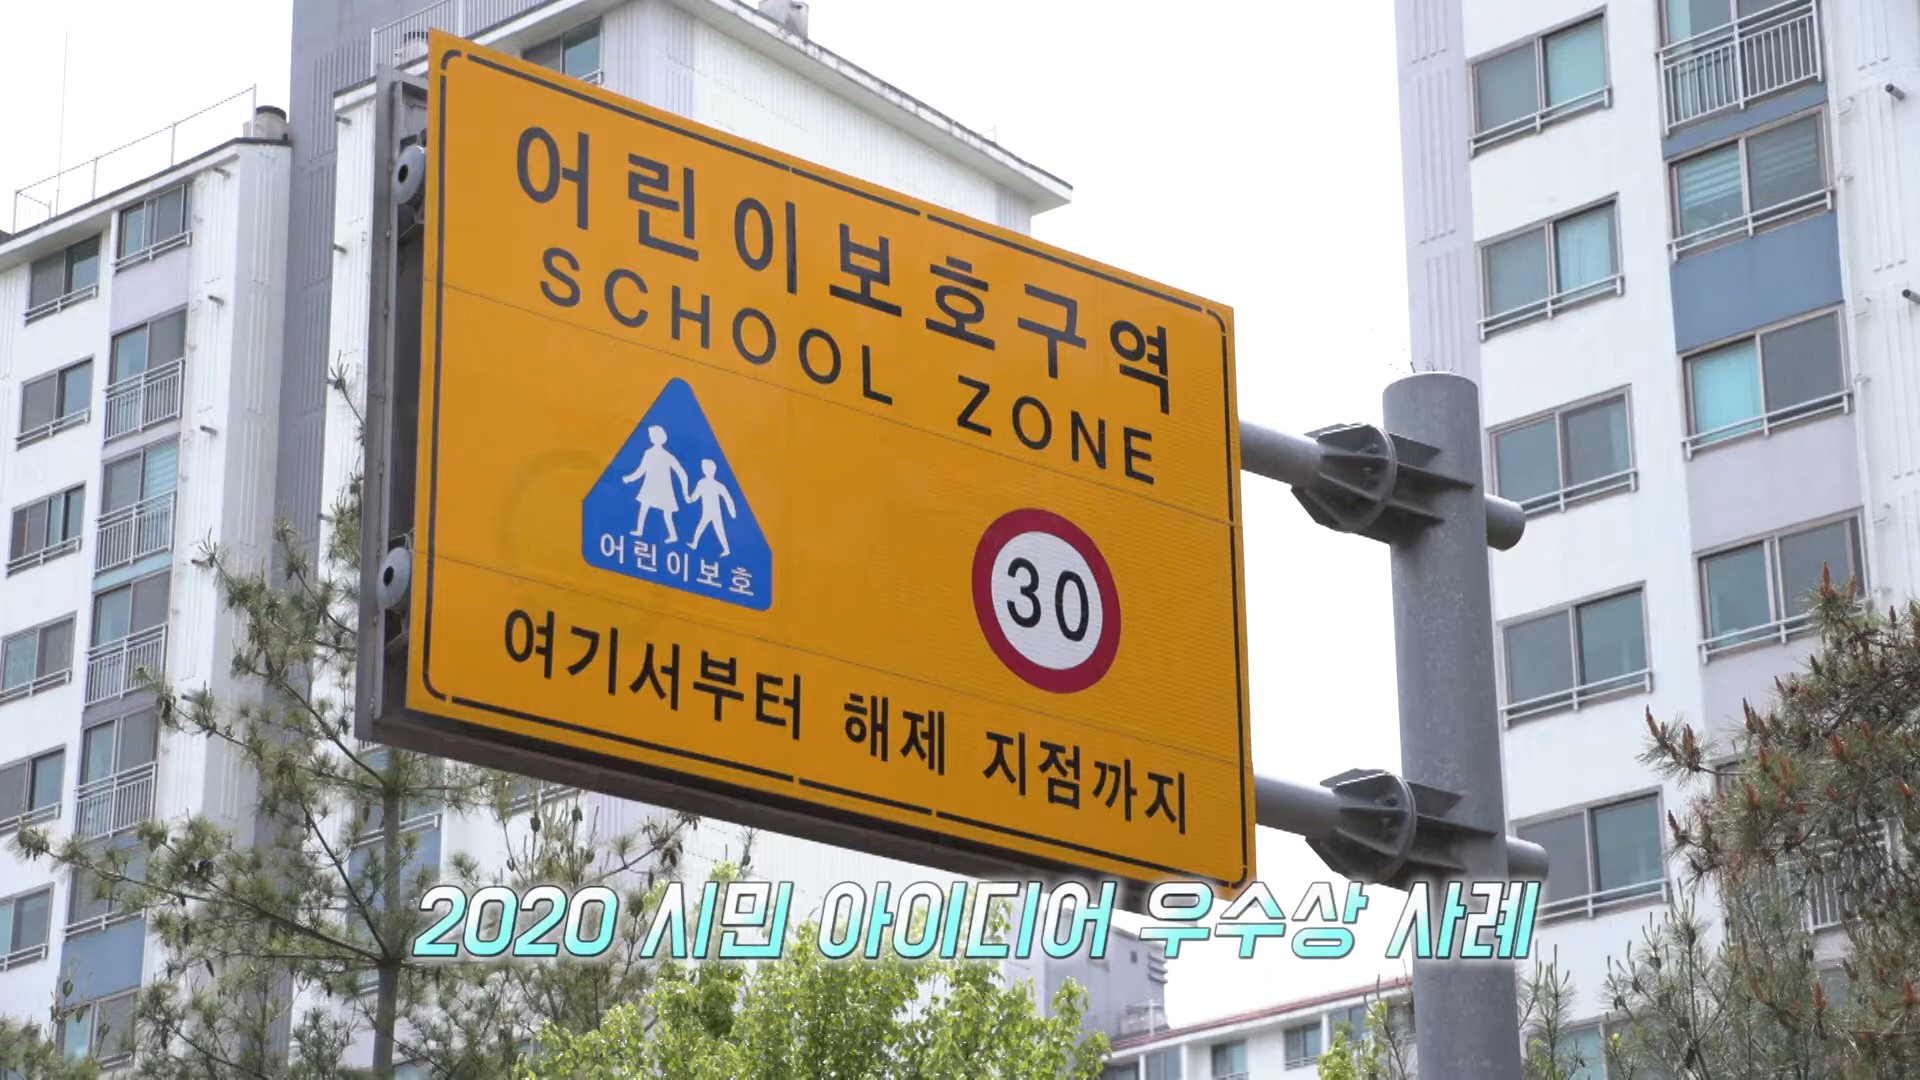 어린이보호구역
SCHOOL ZONE
어린이보호
30
여기서부터 해제 지점까지
2020 시민 아이디어 우수상 사례